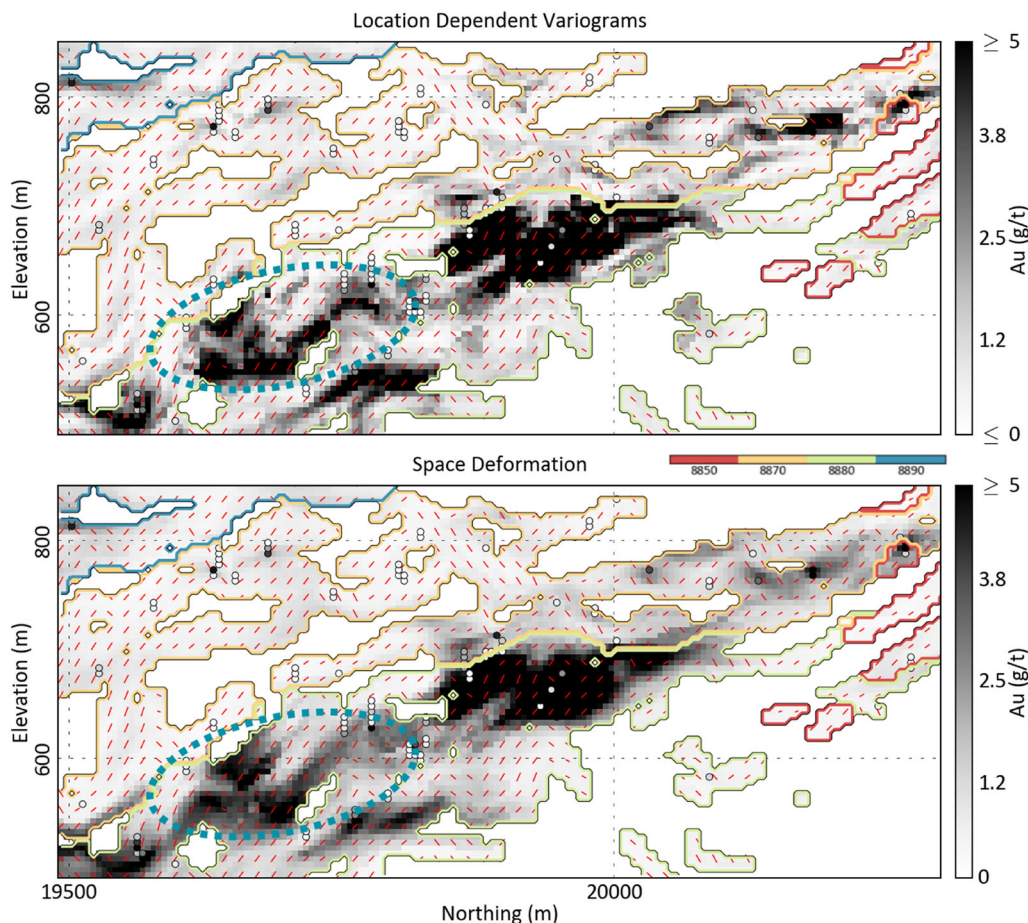 Location Dependent Variograms
Elevation (m)
800
600
≥ 5
3.8
2.5
1.2
≤ 0
Au (g/t)
Space Deformation
8850 8870 8880 8890
Elevation (m)
800
600
≥ 5
3.8
2.5
1.2
0
Au (g/t)
19500 20000
Northing (m)